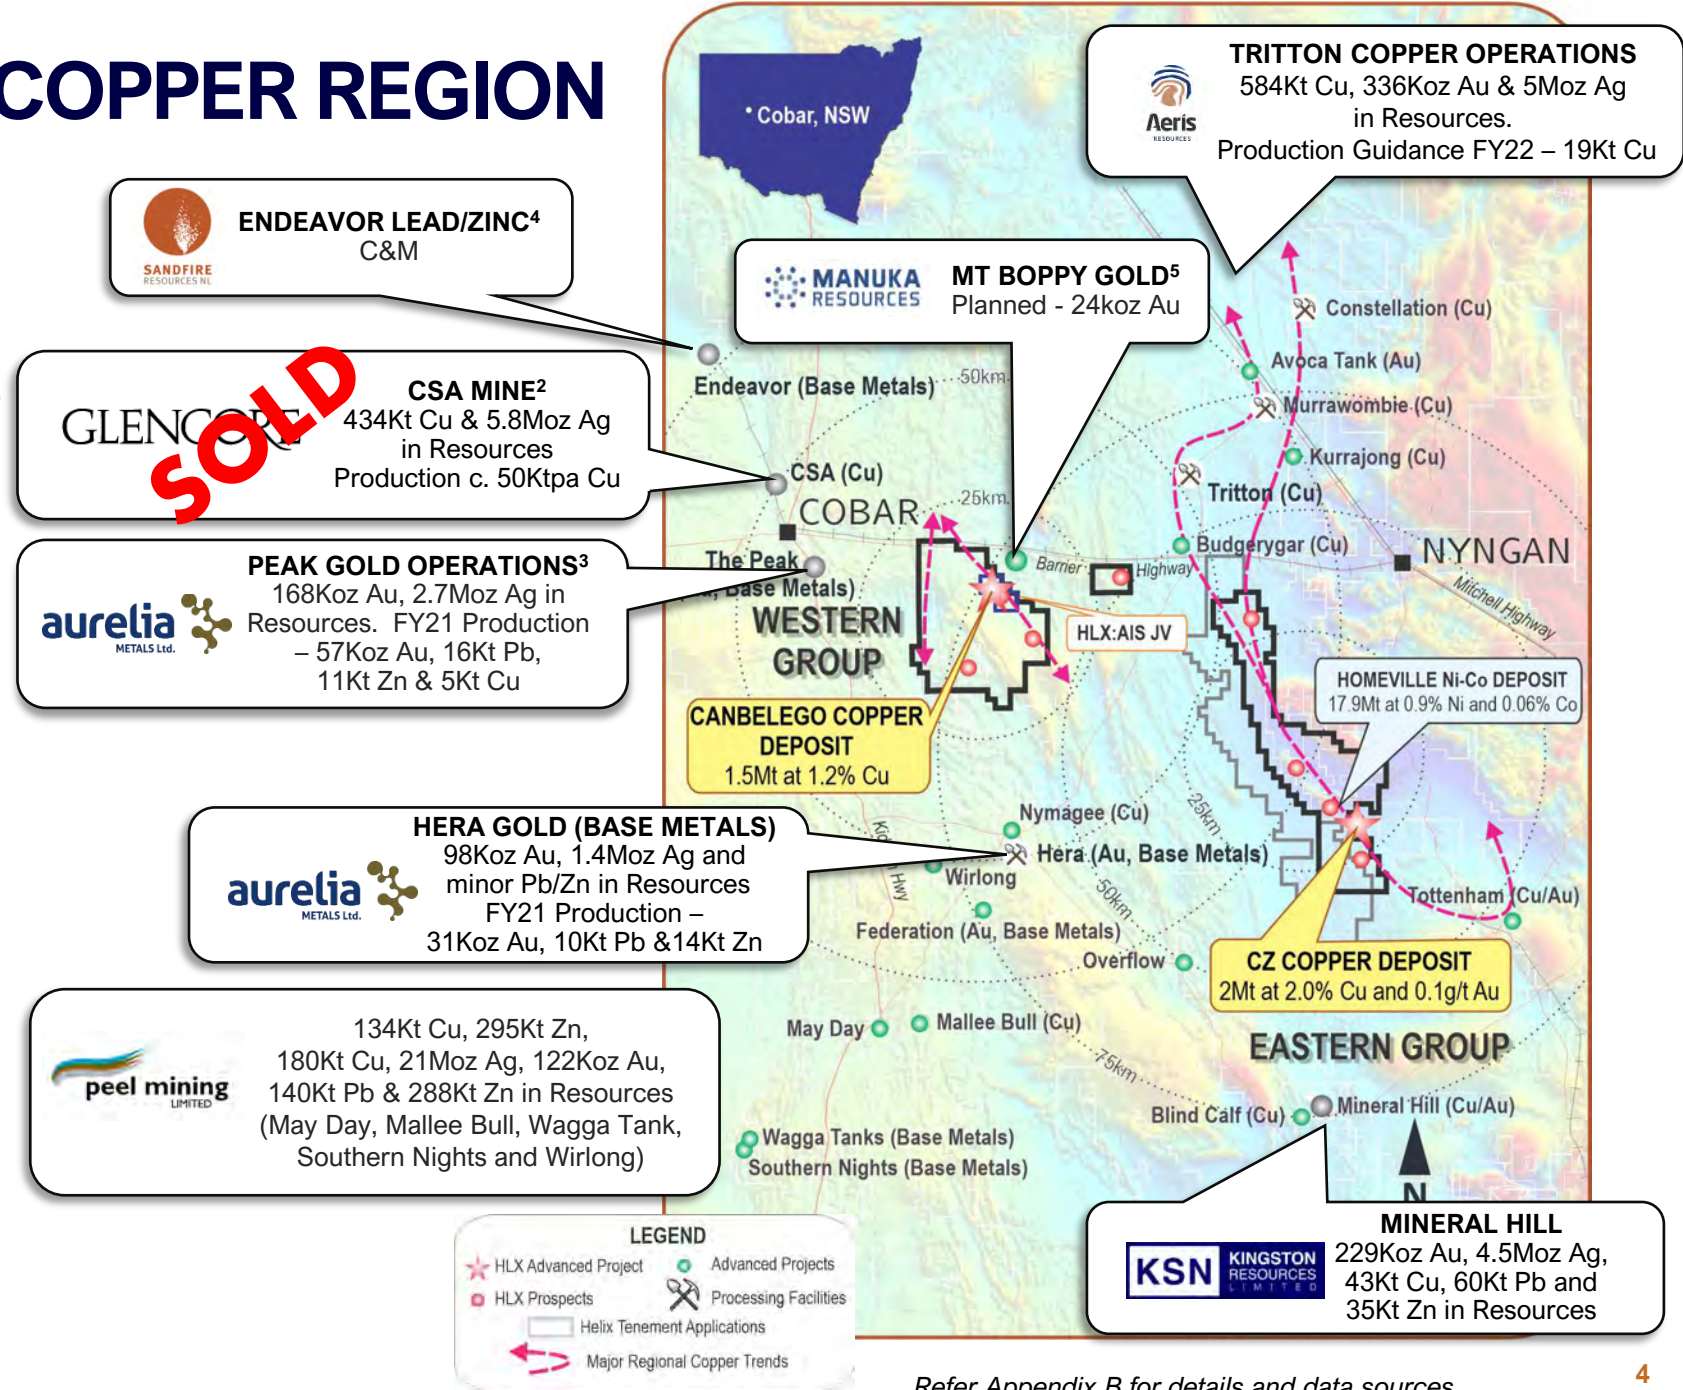 COPPER REGION
Cobar, NSW
Aeris
RESOURCES
TRITTON COPPER OPERATIONS
584Kt Cu, 336Koz Au & 5Moz Ag
in Resources.
Production Guidance FY22 – 19Kt Cu
SANDFIRE
RESOURCES NL
ENDEAVOR LEAD/ZINC4
C&M
MANUKA
RESOURCES
MT BOPPY GOLD5
Planned - 24koz Au
GLENCORE
SOLD
CSA MINE2
434Kt Cu & 5.8Moz Ag
in Resources
Production c. 50Ktpa Cu
aurelia
METALS Ltd.
PEAK GOLD OPERATIONS3
168Koz Au, 2.7Moz Ag in
Resources. FY21 Production
– 57Koz Au, 16Kt Pb,
11Kt Zn & 5Kt Cu
Constellation (Cu)
Avoca Tank (Au)
Endeavor (Base Metals)
50km
Murrawombie (Cu)
Kurrajong (Cu)
CSA (Cu)
Tritton (Cu)
25km
COBAR
Budgerygar (Cu)
NYNGAN
The Peak
Base Metals)
Barrier Highway
Mitchell Highway
WESTERN
GROUP
HLX:AIS JV
HOMEVILLE Ni-Co DEPOSIT
17.9Mt at 0.9% Ni and 0.06% Co
CANBELEGO COPPER
DEPOSIT
1.5Mt at 1.2% Cu
aurelia
METALS Ltd.
HERA GOLD (BASE METALS)
98Koz Au, 1.4Moz Ag and
minor Pb/Zn in Resources
FY21 Production –
31Koz Au, 10Kt Pb &14Kt Zn
Hwy
Nymagee (Cu)
25km
Hera (Au, Base Metals)
Wirlong
50km
Tottenham (Cu/Au)
Federation (Au, Base Metals)
Overflow
CZ COPPER DEPOSIT
2Mt at 2.0% Cu and 0.1g/t Au
peel mining
LIMITED
134Kt Cu, 295Kt Zn,
180Kt Cu, 21Moz Ag, 122Koz Au,
140Kt Pb & 288Kt Zn in Resources
(May Day, Mallee Bull, Wagga Tank,
Southern Nights and Wirlong)
May Day
Mallee Bull (Cu)
EASTERN GROUP
75km
Blind Calf (Cu)
Mineral Hill (Cu/Au)
Wagga Tanks (Base Metals)
Southern Nights (Base Metals)
N
KSN
KINGSTON
RESOURCES
LIMITED
MINERAL HILL
229Koz Au, 4.5Moz Ag,
43Kt Cu, 60Kt Pb and
35Kt Zn in Resources
LEGEND
HLX Advanced Project
Advanced Projects
HLX Prospects
Processing Facilities
Helix Tenement Applications
Major Regional Copper Trends
Refer Appendix B for details and data sources
4